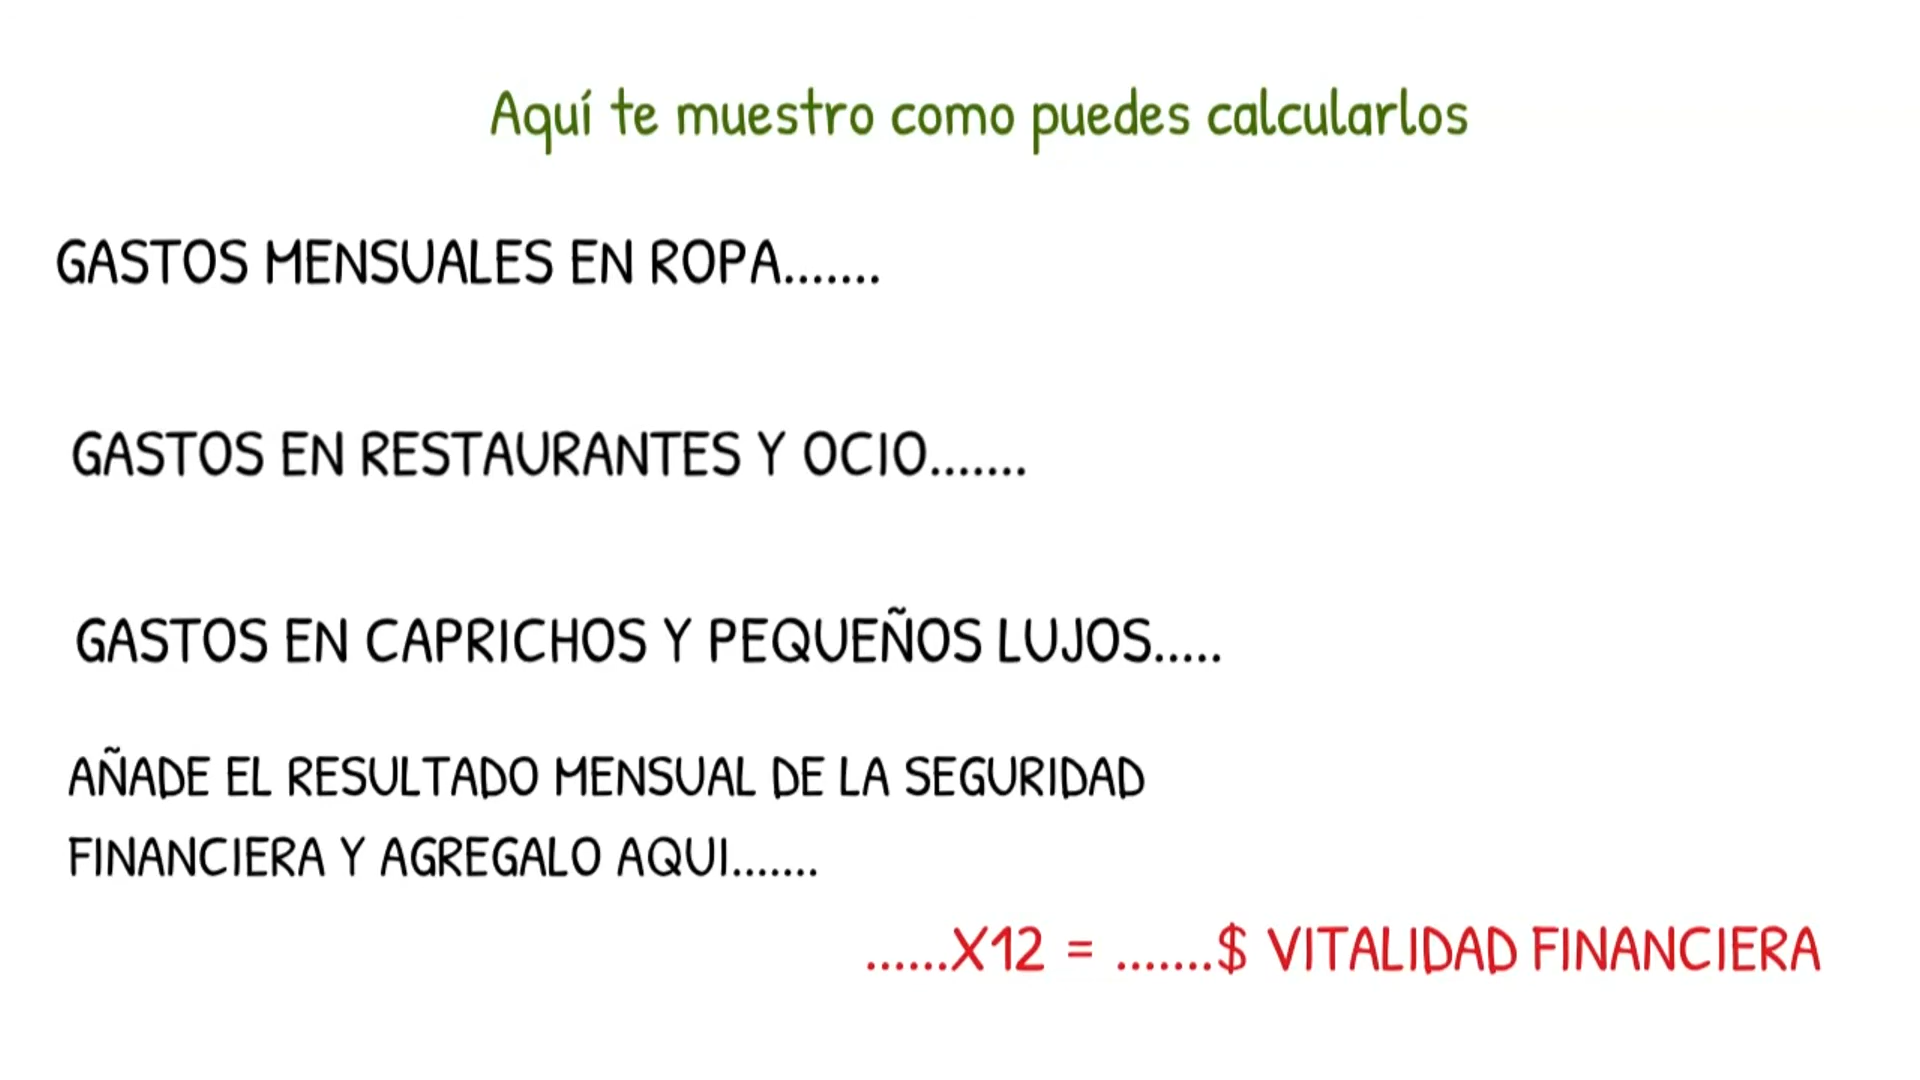 Aquí te muestro como puedes calcularlos
GASTOS MENSUALES EN ROPA.......
GASTOS EN RESTAURANTES Y OCIO.......
GASTOS EN CAPRICHOS Y PEQUEÑOS LUJOS.....
AÑADE EL RESULTADO MENSUAL DE LA SEGURIDAD
FINANCIERA Y AGREGALO AQUI.......
......X12 = .......$ VITALIDAD FINANCIERA